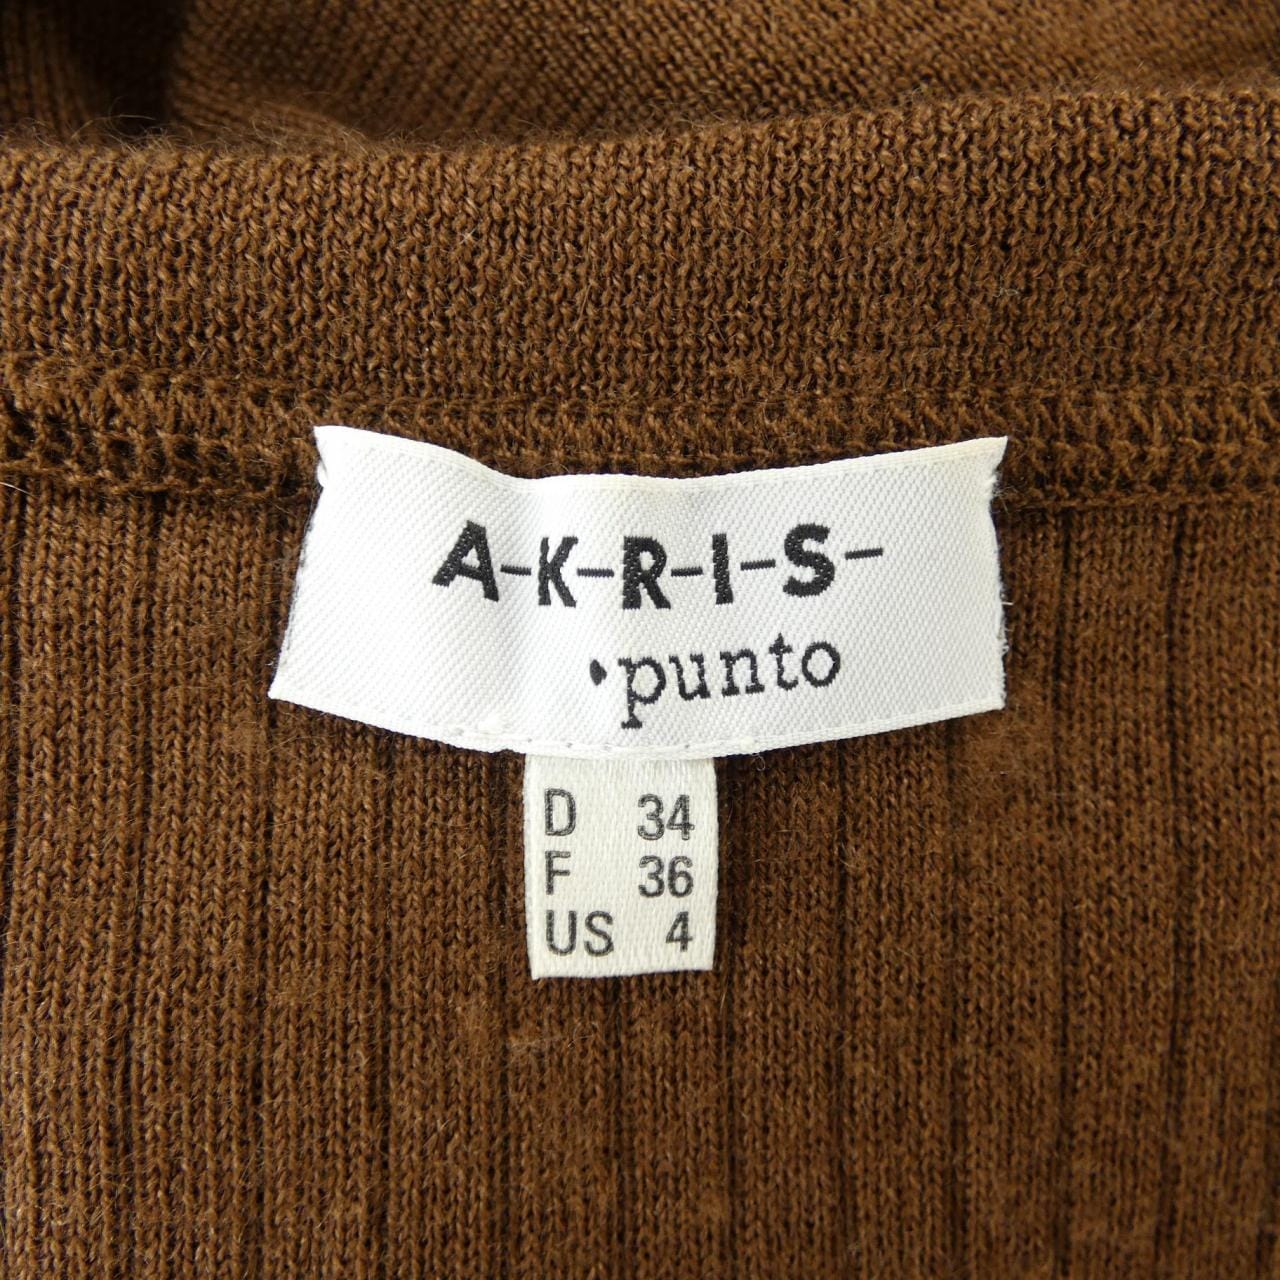 A-K-R-I-S-
•punto
D 34
F 36
US 4